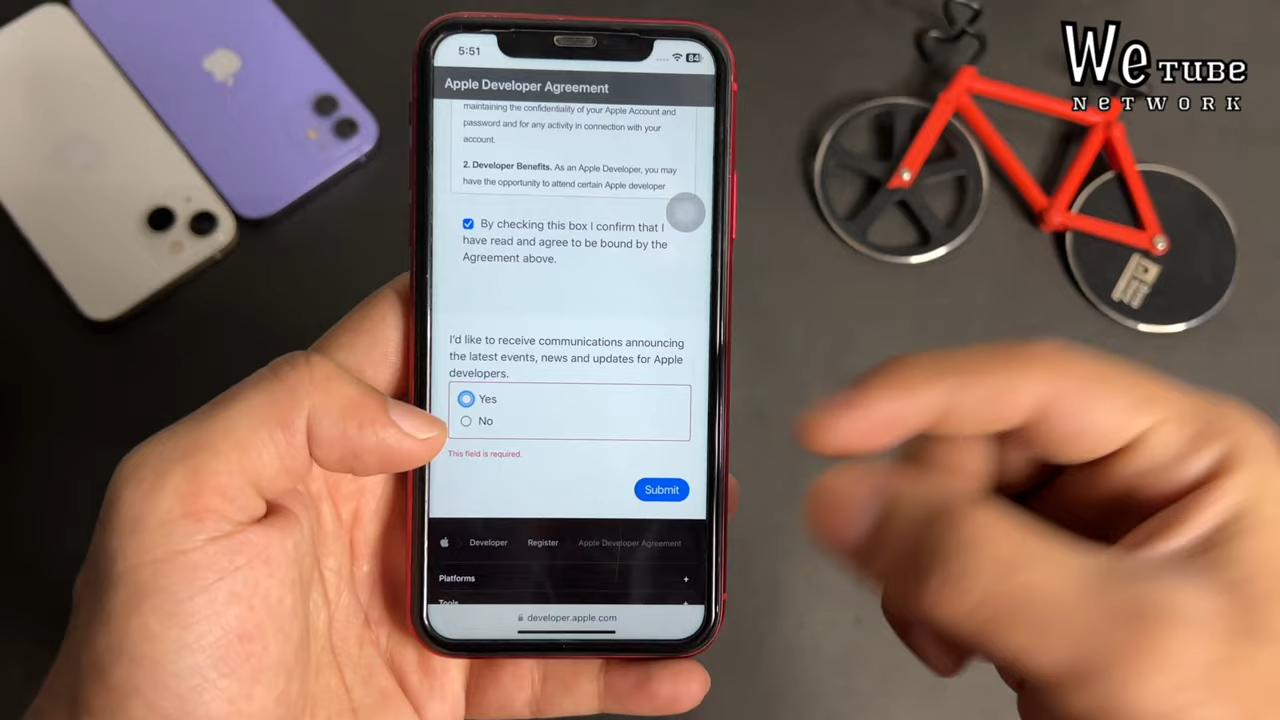 We TUBE
NETWORK
5:51
84
Apple Developer Agreement
maintaining the confidentiality of your Apple Account and
password and for any activity in connection with your
account.
2. Developer Benefits. As an Apple Developer, you may
have the opportunity to attend certain Apple developer
By checking this box I confirm that I
have read and agree to be bound by the
Agreement above.
I'd like to receive communications announcing
the latest events, news and updates for Apple
developers.
Yes
No
This field is required.
Submit
Developer Register Apple Developer Agreement
Platforms +
Tools
developer.apple.com